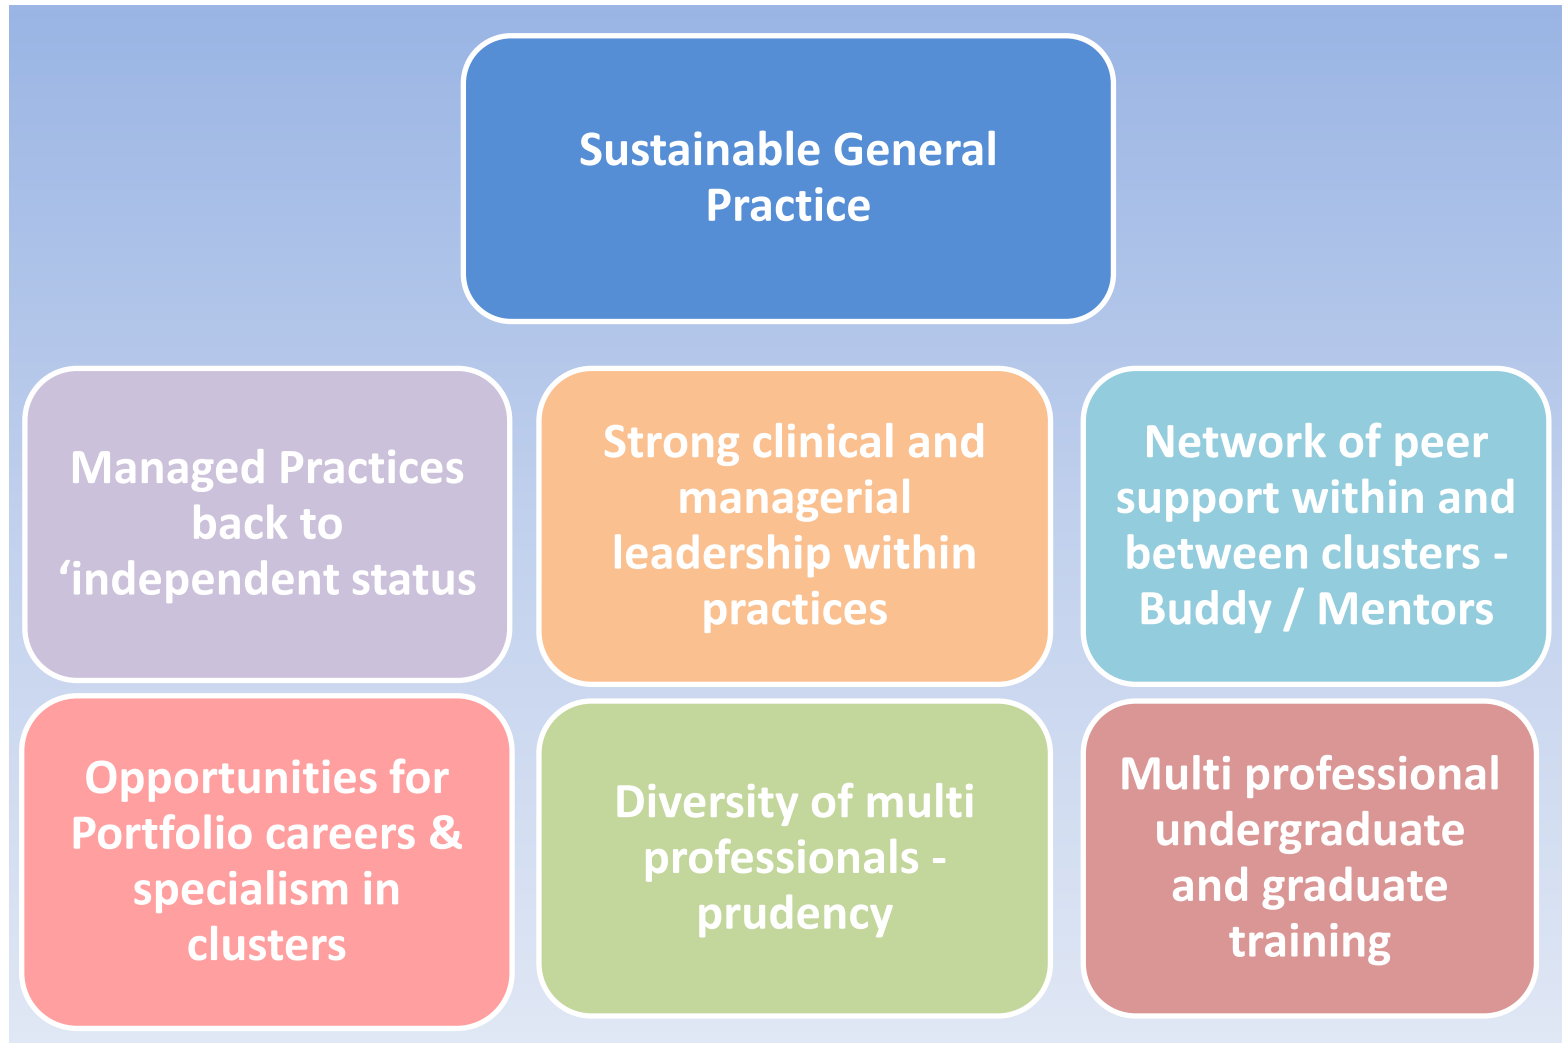 Sustainable General
Practice
Managed Practices
back to
‘independent status
Strong clinical and
managerial
leadership within
practices
Network of peer
support within and
between clusters -
Buddy / Mentors
Opportunities for
Portfolio careers &
specialism in
clusters
Diversity of multi
professionals -
prudency
Multi professional
undergraduate
and graduate
training